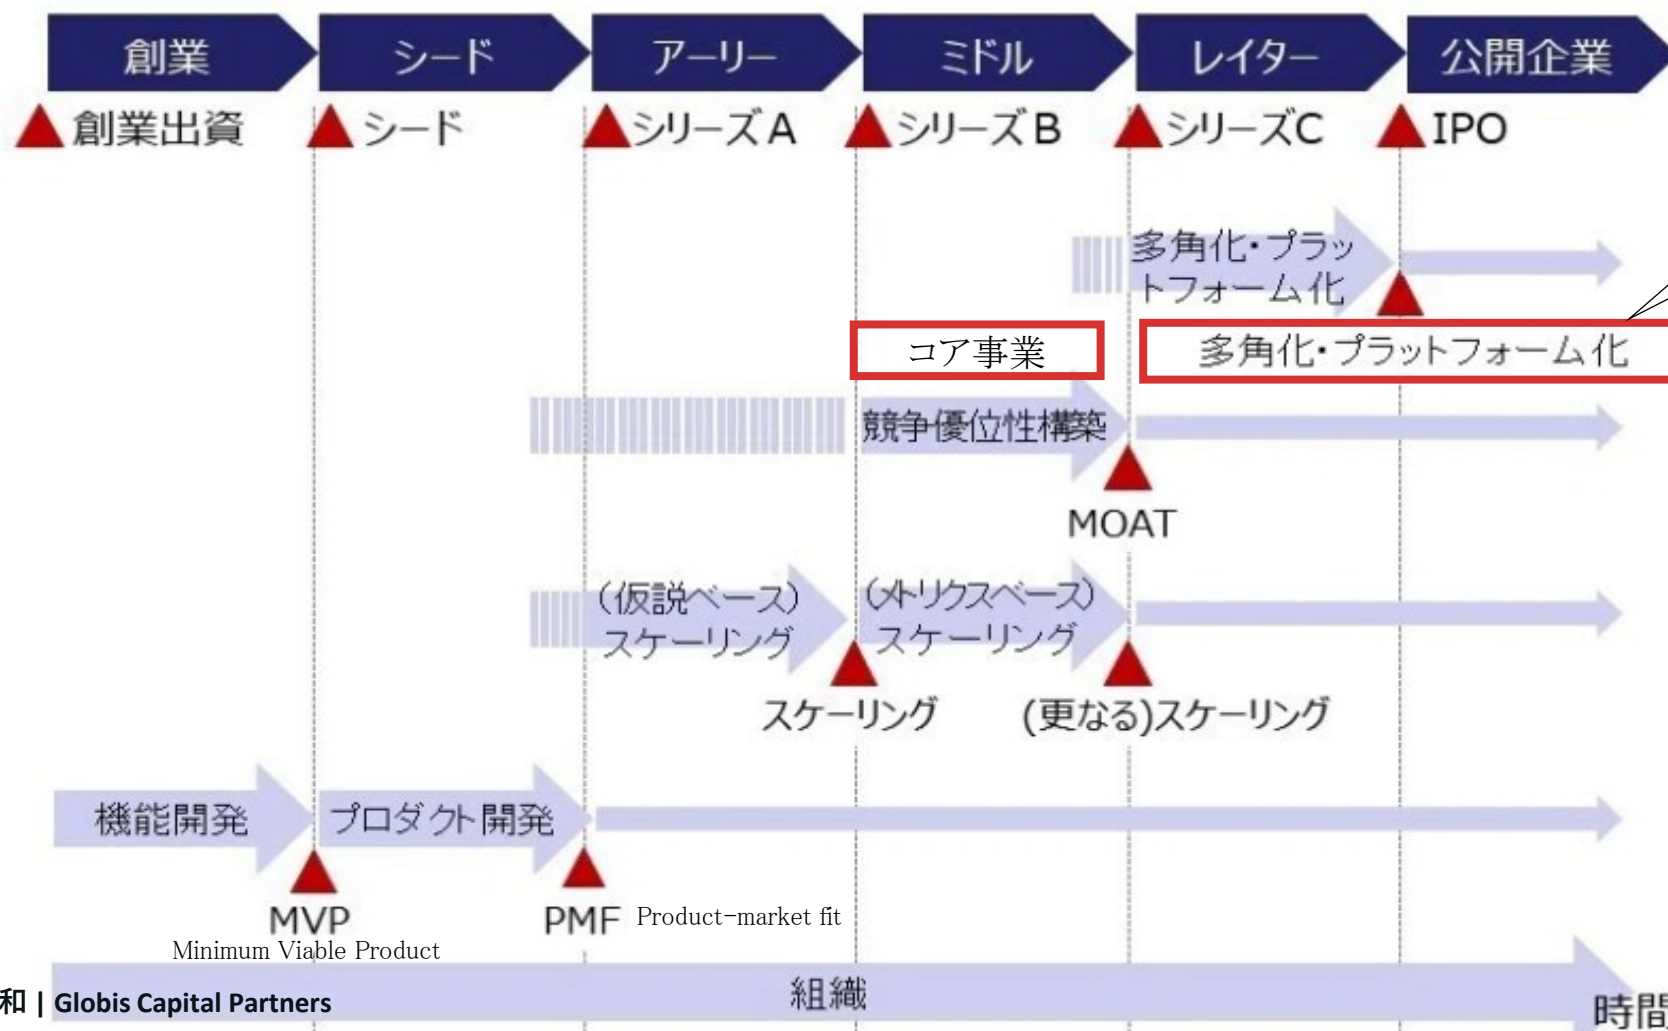 創業
シード
アーリー
ミドル
レイター
公開企業
創業出資
シード
シリーズA
シリーズB
シリーズC
IPO
多角化・プラッ
トフォーム化
コア事業
多角化・プラットフォーム化
競争優位性構築
MOAT
(仮説ベース)
スケーリング
(メトリクスベース)
スケーリング
スケーリング
(更なる)スケーリング
機能開発
プロダクト開発
MVP
PMF
Product-market fit
Minimum Viable Product
組織
和 | Globis Capital Partners
時間